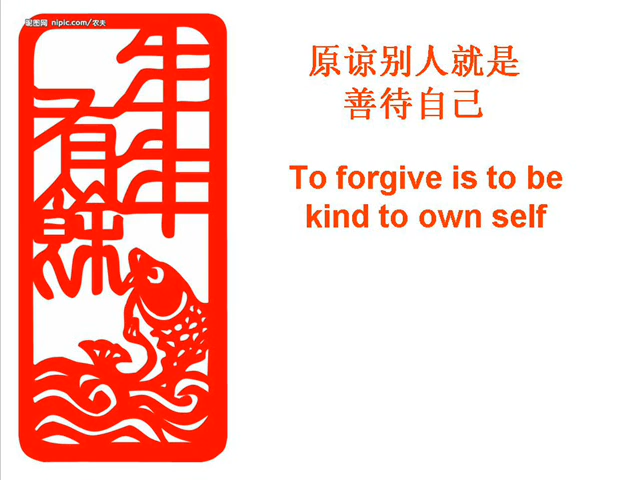 昵图网 nipic.com/农夫
年年
有餘
原谅别人就是
善待自己
To forgive is to be
kind to own self